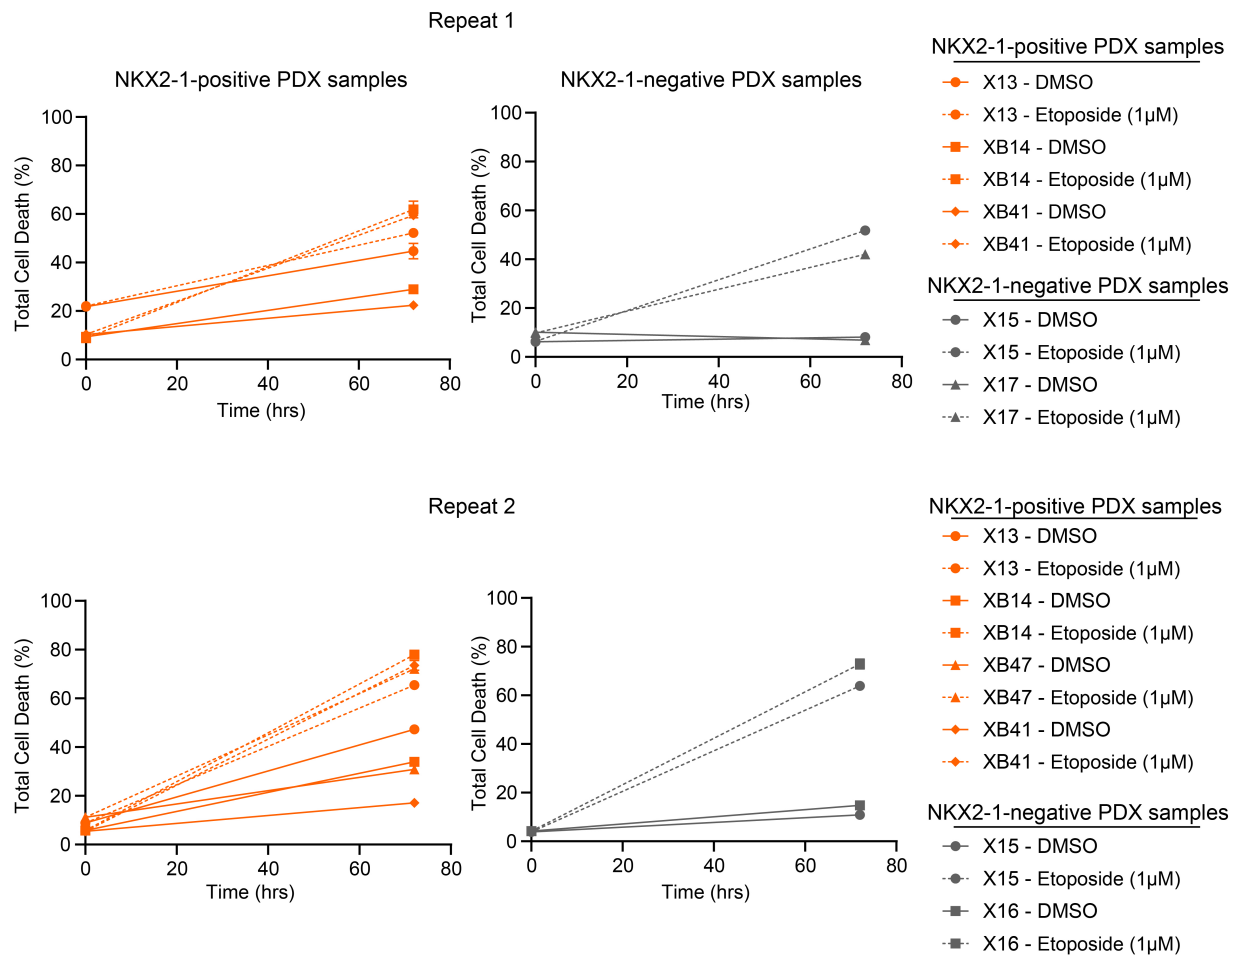 Repeat 1
NKX2-1-positive PDX samples
100
80
60
40
20
0
Total Cell Death (%)
0 20 40 60 80
Time (hrs)
NKX2-1-negative PDX samples
100
80
60
40
20
0
Total Cell Death (%)
0 20 40 60 80
Time (hrs)
NKX2-1-positive PDX samples
X13 - DMSO
X13 - Etoposide (1µM)
XB14 - DMSO
XB14 - Etoposide (1µM)
XB41 - DMSO
XB41 - Etoposide (1µM)
NKX2-1-negative PDX samples
X15 - DMSO
X15 - Etoposide (1µM)
X17 - DMSO
X17 - Etoposide (1µM)
Repeat 2
100
80
60
40
20
0
Total Cell Death (%)
0 20 40 60 80
Time (hrs)
100
80
60
40
20
0
Total Cell Death (%)
0 20 40 60 80
Time (hrs)
NKX2-1-positive PDX samples
X13 - DMSO
X13 - Etoposide (1µM)
XB14 - DMSO
XB14 - Etoposide (1µM)
XB47 - DMSO
XB47 - Etoposide (1µM)
XB41 - DMSO
XB41 - Etoposide (1µM)
NKX2-1-negative PDX samples
X15 - DMSO
X15 - Etoposide (1µM)
X16 - DMSO
X16 - Etoposide (1µM)